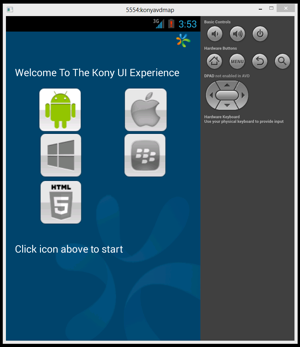 5554:konyavdmap
3G 3:53
Basic Controls
Hardware Buttons
MENU
DPAD not enabled in AVD
Hardware Keyboard
Use your physical keyboard to provide input
Welcome To The Kony UI Experience
HTML
5
Click icon above to start